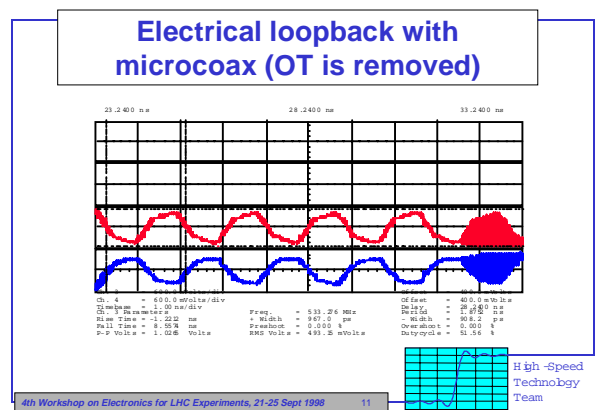 Electrical loopback with
microcoax (OT is removed)
23.2400 ns 28.2400 ns 33.2400 ns
Ch. 4 = 600.0 mVolts/div Offset = 400.0 mVolts
Timebase = 1.00 ns/div Delay = 28.2400 ns
Ch. 3 Parameters Freq. = 533.276 MHz Period = 1.8752 ns
Rise Time = -1.2212 ns + Width = 967.0 ps - Width = 908.2 ps
Fall Time = 8.5574 ns Preshoot = 0.000 % Overshoot = 0.000 %
P-P Volts = 1.0265 Volts RMS Volts = 493.15 mVolts Dutycycle = 51.56 %
High-Speed
Technology
Team
4th Workshop on Electronics for LHC Experiments, 21-25 Sept 1998 11